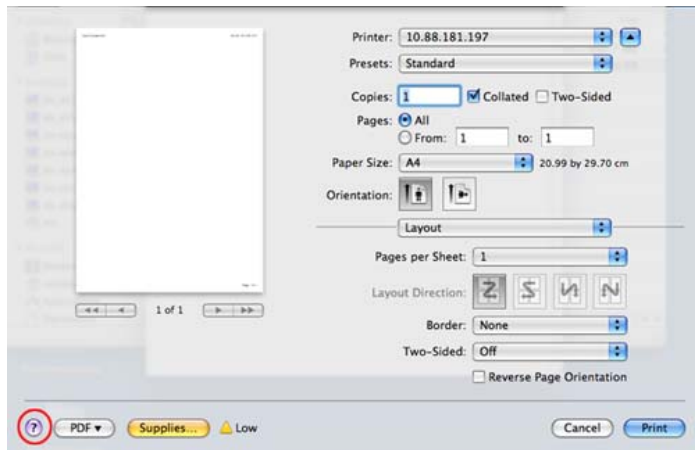 Printer: 10.88.181.197
Presets: Standard
Copies: 1 Collated Two-Sided
Pages: All
From: 1 to: 1
Paper Size: A4 20.99 by 29.70 cm
Orientation:
Layout
Pages per Sheet: 1
Layout Direction:
1 of 1
Border: None
Two-Sided: Off
Reverse Page Orientation
? PDF Supplies... Low Cancel Print